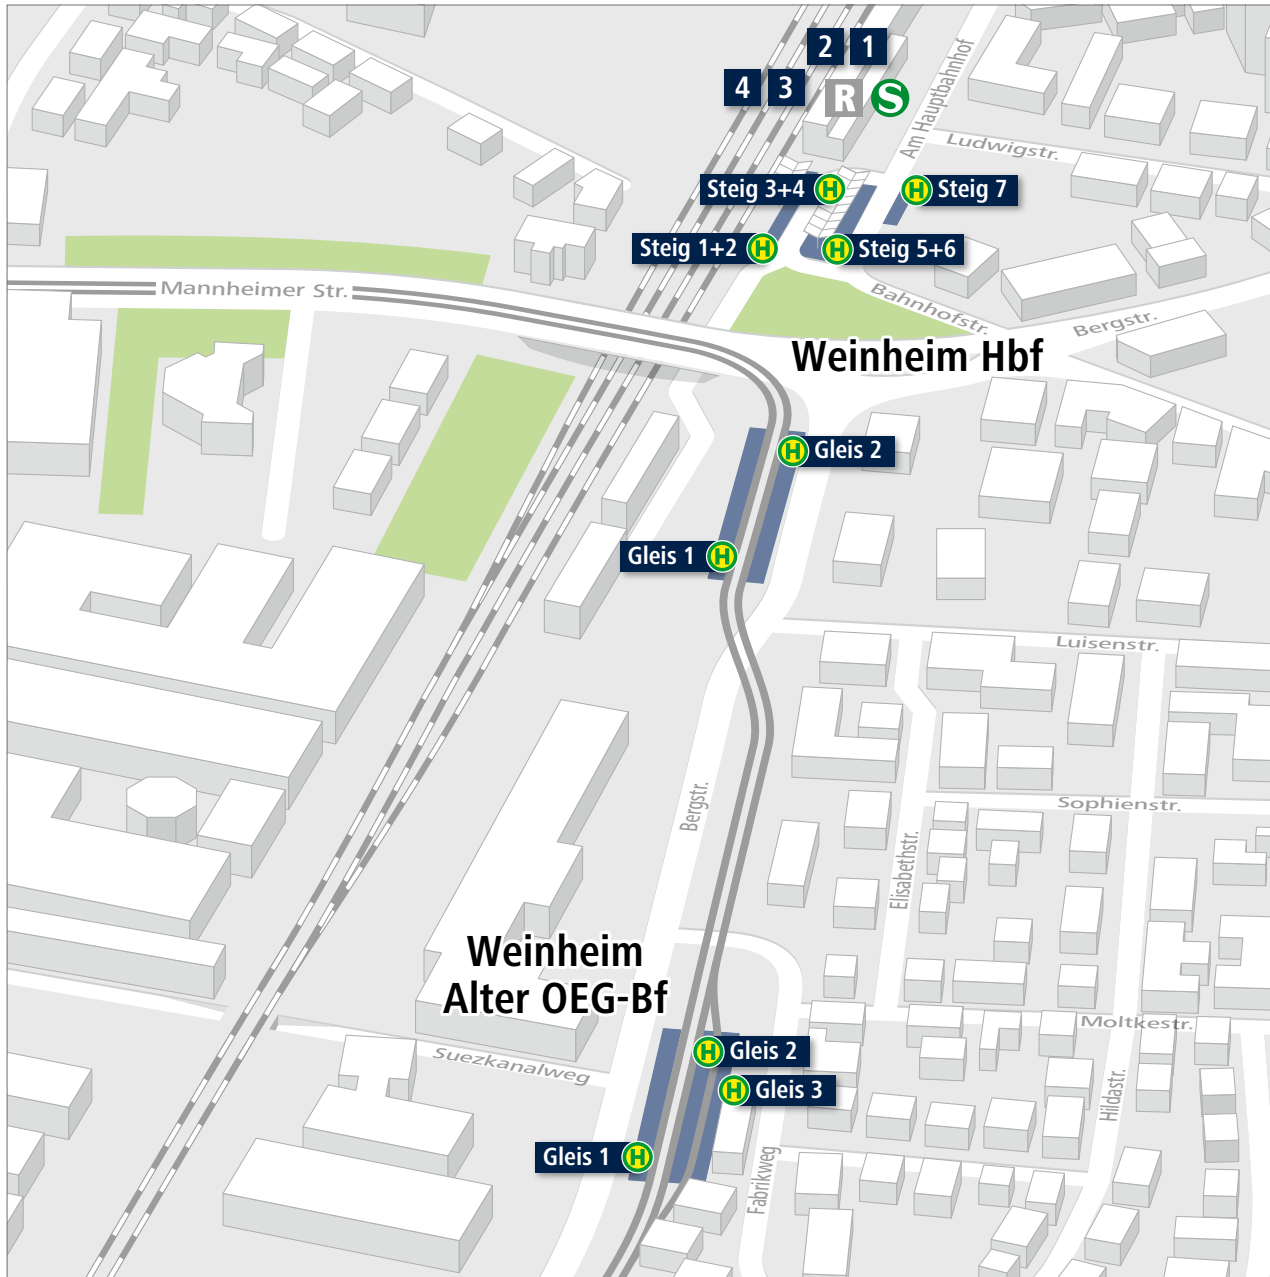 2 1
4 3 R S
Am Hauptbahnhof
Ludwigstr.
Steig 3+4 H
H Steig 7
Steig 1+2 H
H Steig 5+6
Mannheimer Str.
Bahnhofstr.
Bergstr.
Weinheim Hbf
H Gleis 2
Gleis 1 H
Luisenstr.
Bergstr.
Sophienstr.
Elisabethstr.
Weinheim
Alter OEG-Bf
Moltkestr.
Suezkanalweg
H Gleis 2
H Gleis 3
Hildastr.
Gleis 1 H
Fabrikweg